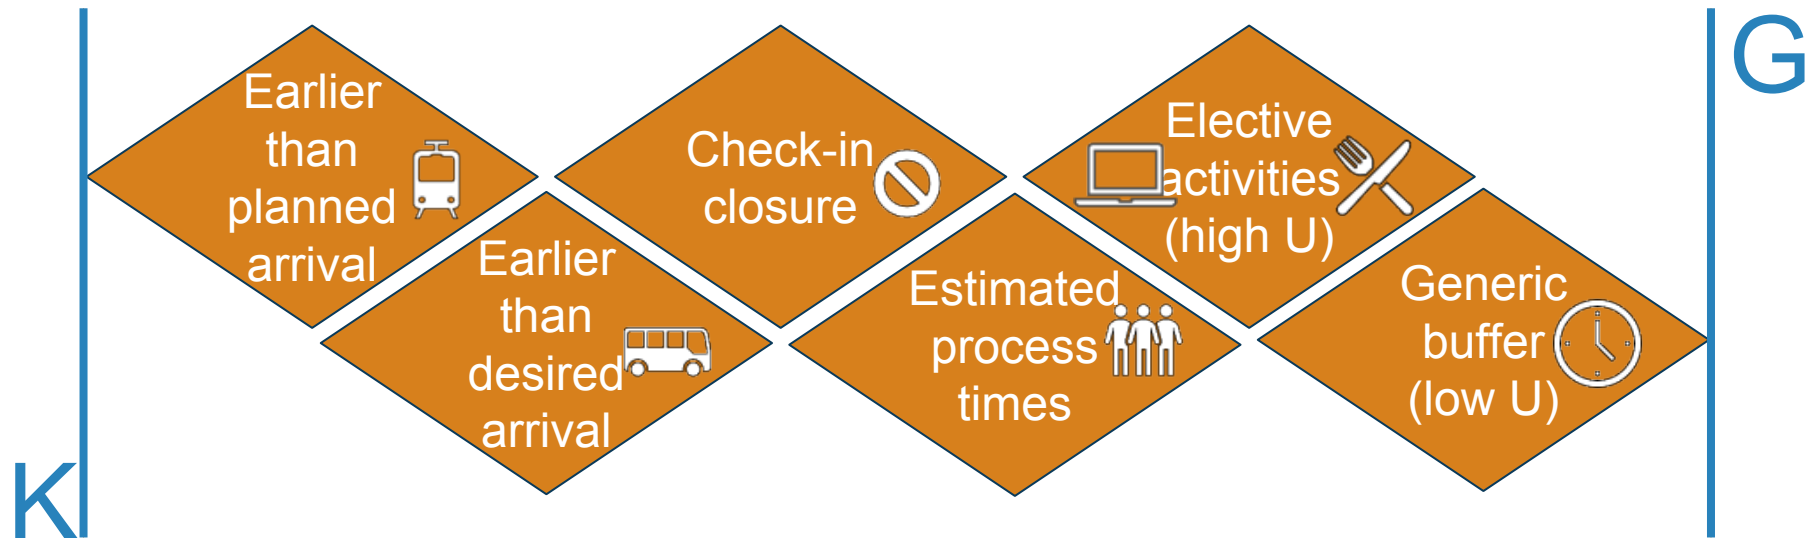 K
Earlier
than
planned
arrival
Earlier
than
desired
arrival
Check-in
closure
Estimated
process
times
Elective
activities
(high U)
Generic
buffer
(low U)
G